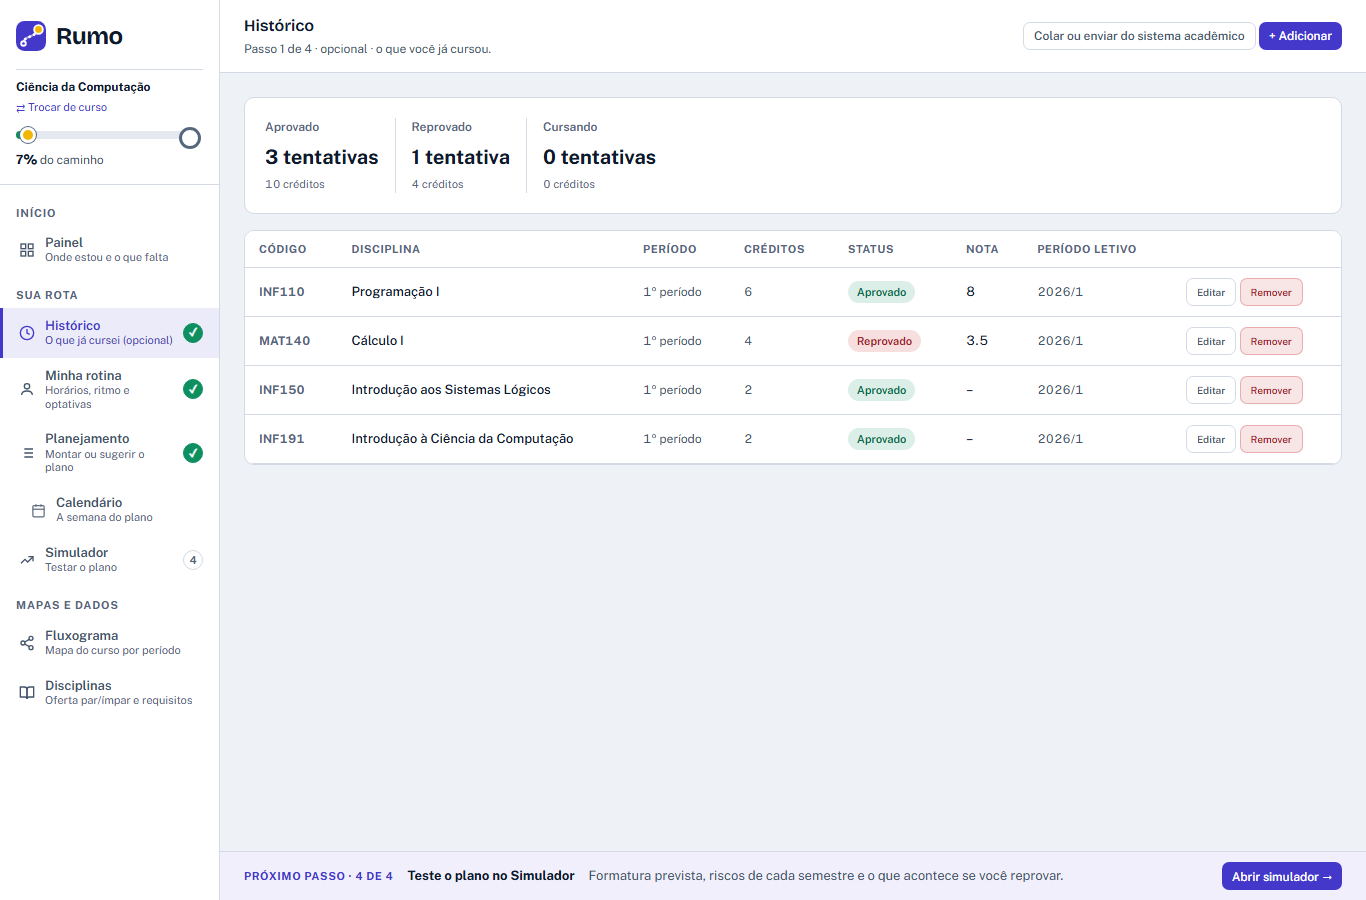 Rumo
Ciência da Computação
⇄ Trocar de curso
7% do caminho
INÍCIO
Painel
Onde estou e o que falta
SUA ROTA
Histórico
O que já cursei (opcional)
Minha rotina
Horários, ritmo e
optativas
Planejamento
Montar ou sugerir o
plano
Calendário
A semana do plano
Simulador
Testar o plano
4
MAPAS E DADOS
Fluxograma
Mapa do curso por período
Disciplinas
Oferta par/ímpar e requisitos
Histórico
Passo 1 de 4 · opcional · o que você já cursou.
Colar ou enviar do sistema acadêmico
+ Adicionar
Aprovado
3 tentativas
10 créditos
Reprovado
1 tentativa
4 créditos
Cursando
0 tentativas
0 créditos
CÓDIGO DISCIPLINA PERÍODO CRÉDITOS STATUS NOTA PERÍODO LETIVO
INF110 Programação I 1º período 6 Aprovado 8 2026/1 Editar Remover
MAT140 Cálculo I 1º período 4 Reprovado 3.5 2026/1 Editar Remover
INF150 Introdução aos Sistemas Lógicos 1º período 2 Aprovado – 2026/1 Editar Remover
INF191 Introdução à Ciência da Computação 1º período 2 Aprovado – 2026/1 Editar Remover
PRÓXIMO PASSO · 4 DE 4 Teste o plano no Simulador Formatura prevista, riscos de cada semestre e o que acontece se você reprovar. Abrir simulador →